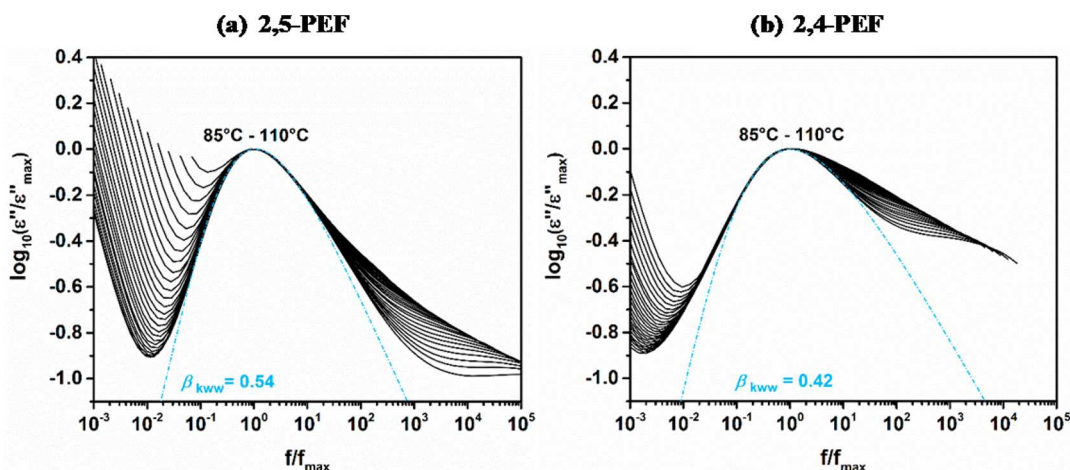 (a) 2,5-PEF
(b) 2,4-PEF
0.4
0.2
0.0
-0.2
-0.4
-0.6
-0.8
-1.0
log₁₀(ε''/ε''ₘₐₓ)
85°C - 110°C
β kww = 0.54
10⁻³ 10⁻² 10⁻¹ 10⁰ 10¹ 10² 10³ 10⁴ 10⁵
f/fₘₐₓ
0.4
0.2
0.0
-0.2
-0.4
-0.6
-0.8
-1.0
log₁₀(ε''/ε''ₘₐₓ)
85°C - 110°C
β kww = 0.42
10⁻³ 10⁻² 10⁻¹ 10⁰ 10¹ 10² 10³ 10⁴ 10⁵
f/fₘₐₓ